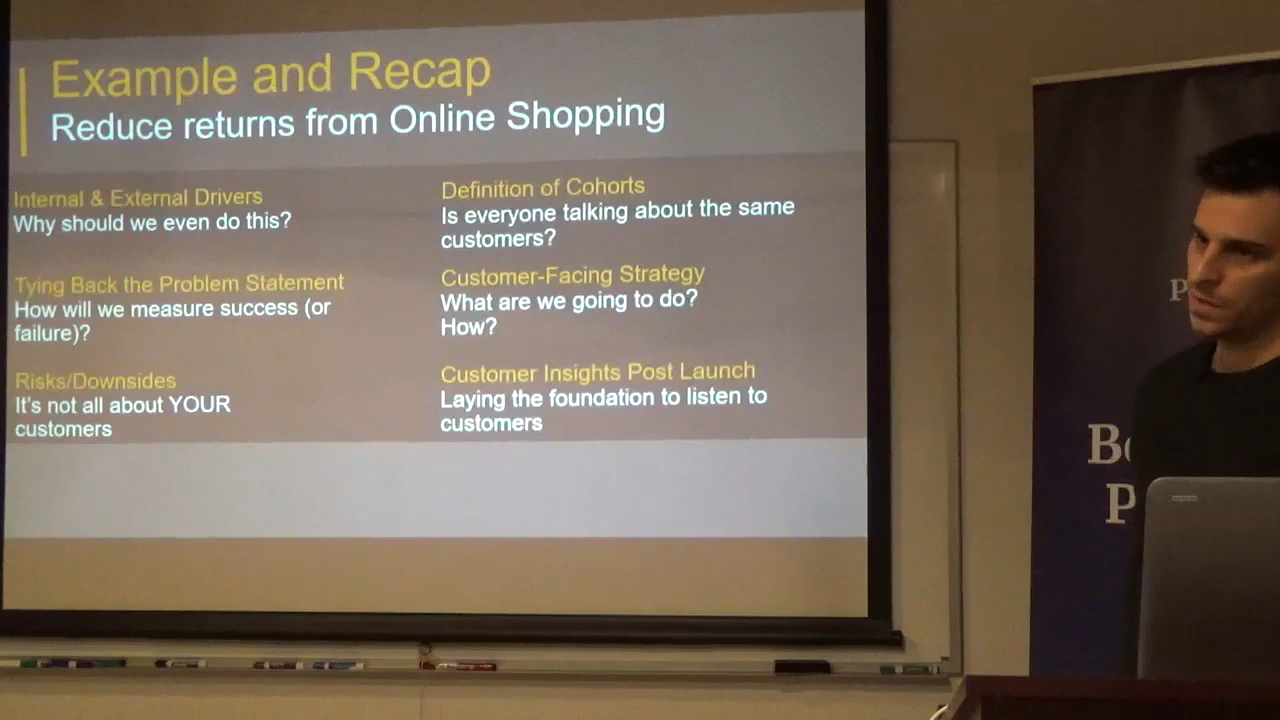 Example and Recap
Reduce returns from Online Shopping
Internal & External Drivers
Why should we even do this?
Tying Back the Problem Statement
How will we measure success (or
failure)?
Risks/Downsides
It's not all about YOUR
customers
Definition of Cohorts
Is everyone talking about the same
customers?
Customer-Facing Strategy
What are we going to do?
How?
Customer Insights Post Launch
Laying the foundation to listen to
customers